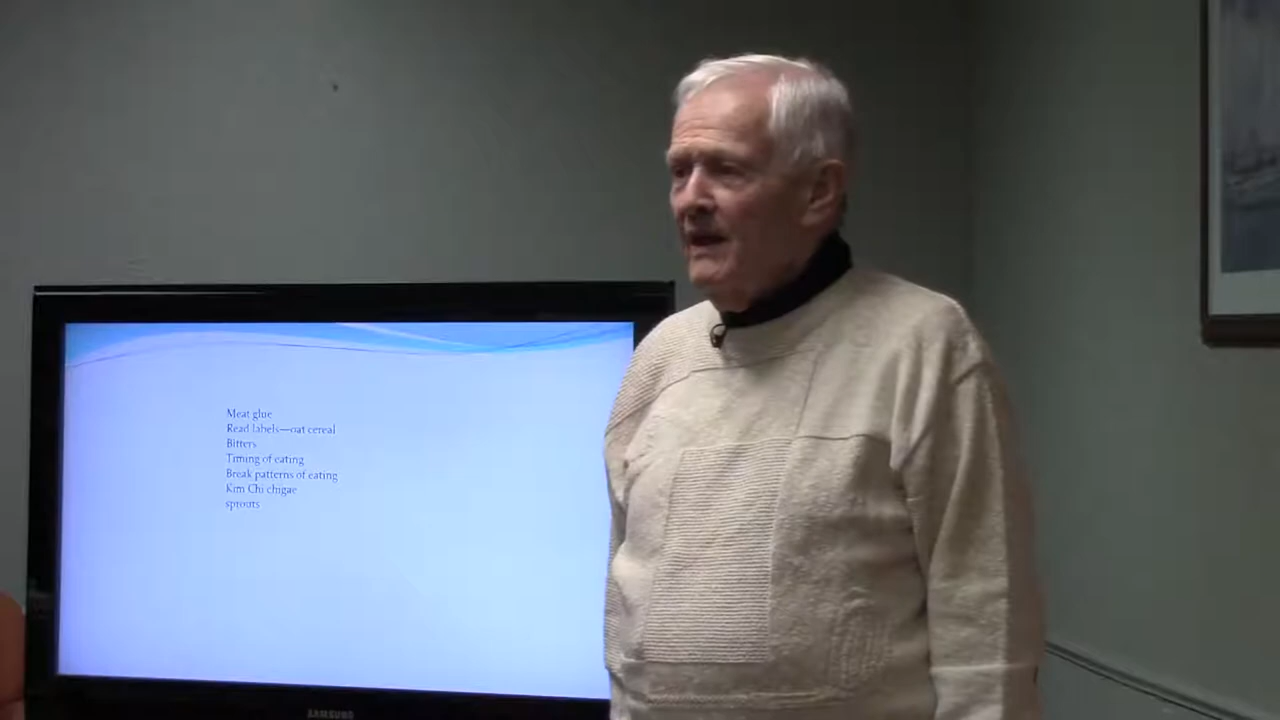 Meat glue
Read labels—oat cereal
Bitters
Timing of eating
Break patterns of eating
Kim Chi chigae
sprouts
SAMSUNG